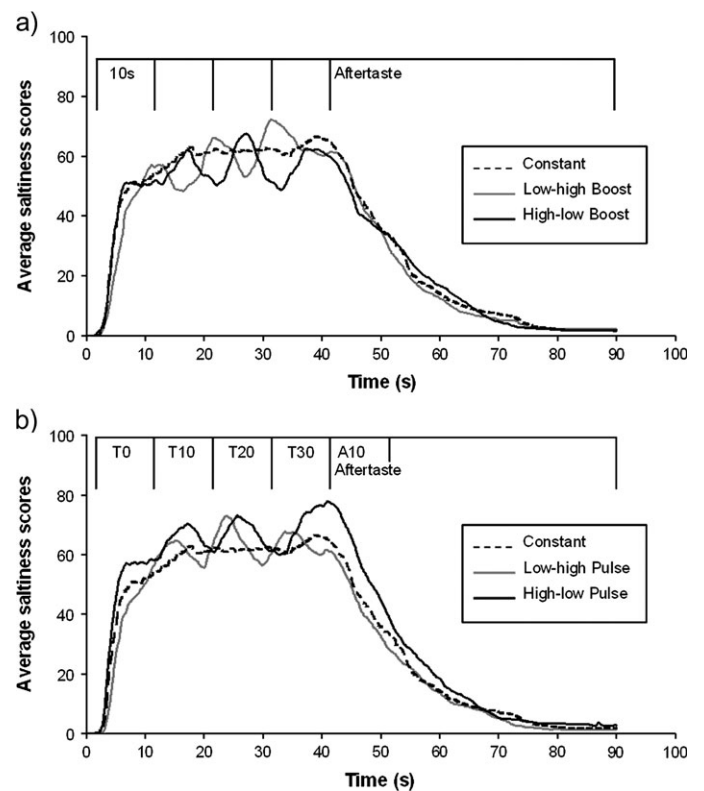 a)
100
80
60
40
20
0
Average saltiness scores
10s
Aftertaste
Constant
Low-high Boost
High-low Boost
0 10 20 30 40 50 60 70 80 90 100
Time (s)
b)
100
80
60
40
20
0
Average saltiness scores
T0 T10 T20 T30 A10
Aftertaste
Constant
Low-high Pulse
High-low Pulse
0 10 20 30 40 50 60 70 80 90 100
Time (s)